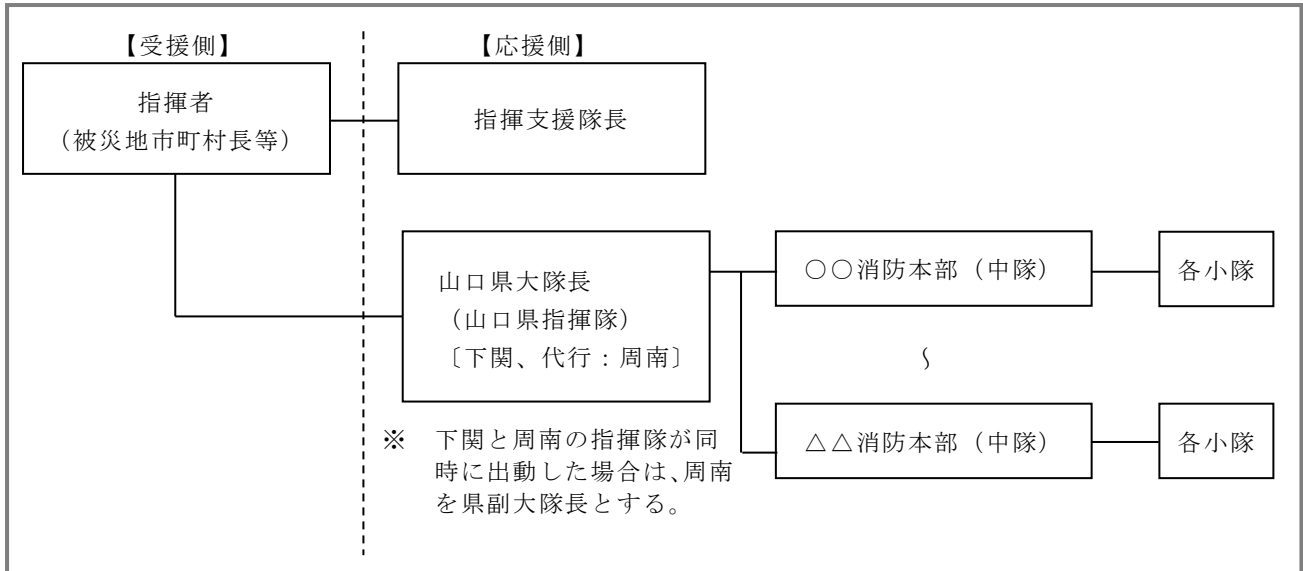 【受援側】
【応援側】
指揮者
（被災地市町村長等）
指揮支援隊長
山口県大隊長
（山口県指揮隊）
〔下関、代行：周南〕
○○消防本部（中隊）
各小隊
～
△△消防本部（中隊）
各小隊
※　下関と周南の指揮隊が同
時に出動した場合は、周南
を県副大隊長とする。